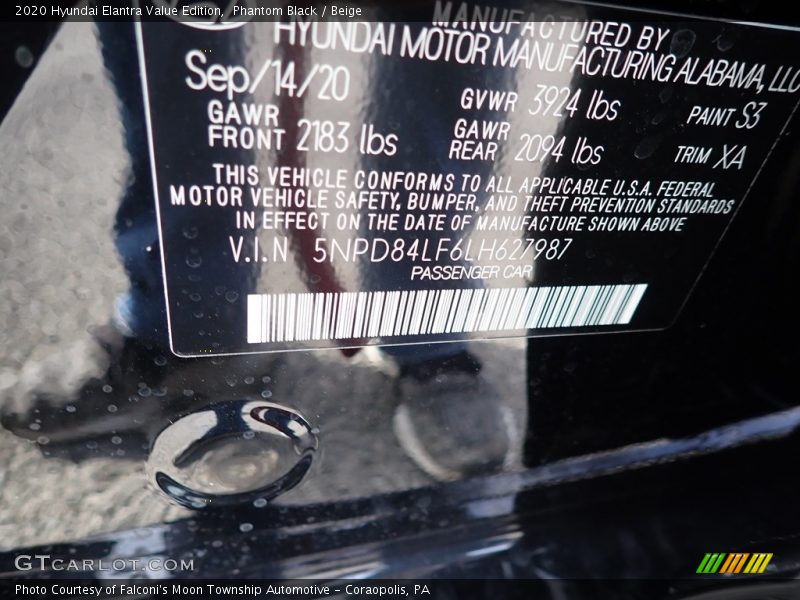 2020 Hyundai Elantra Value Edition, Phantom Black / Beige
MANUFACTURED BY
HYUNDAI MOTOR MANUFACTURING ALABAMA, LLC
Sep/14/20
GVWR 3924 lbs
PAINT S3
GAWR FRONT 2183 lbs
GAWR REAR 2094 lbs
TRIM XA
THIS VEHICLE CONFORMS TO ALL APPLICABLE U.S.A. FEDERAL
MOTOR VEHICLE SAFETY, BUMPER, AND THEFT PREVENTION STANDARDS
IN EFFECT ON THE DATE OF MANUFACTURE SHOWN ABOVE
V.I.N 5NPD84LF6LH627987
PASSENGER CAR
GTCARLOT.COM
Photo Courtesy of Falconi's Moon Township Automotive - Coraopolis, PA